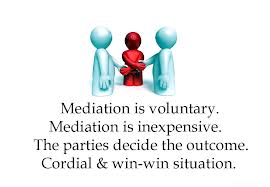 Mediation is voluntary.
Mediation is inexpensive.
The parties decide the outcome.
Cordial & win-win situation.